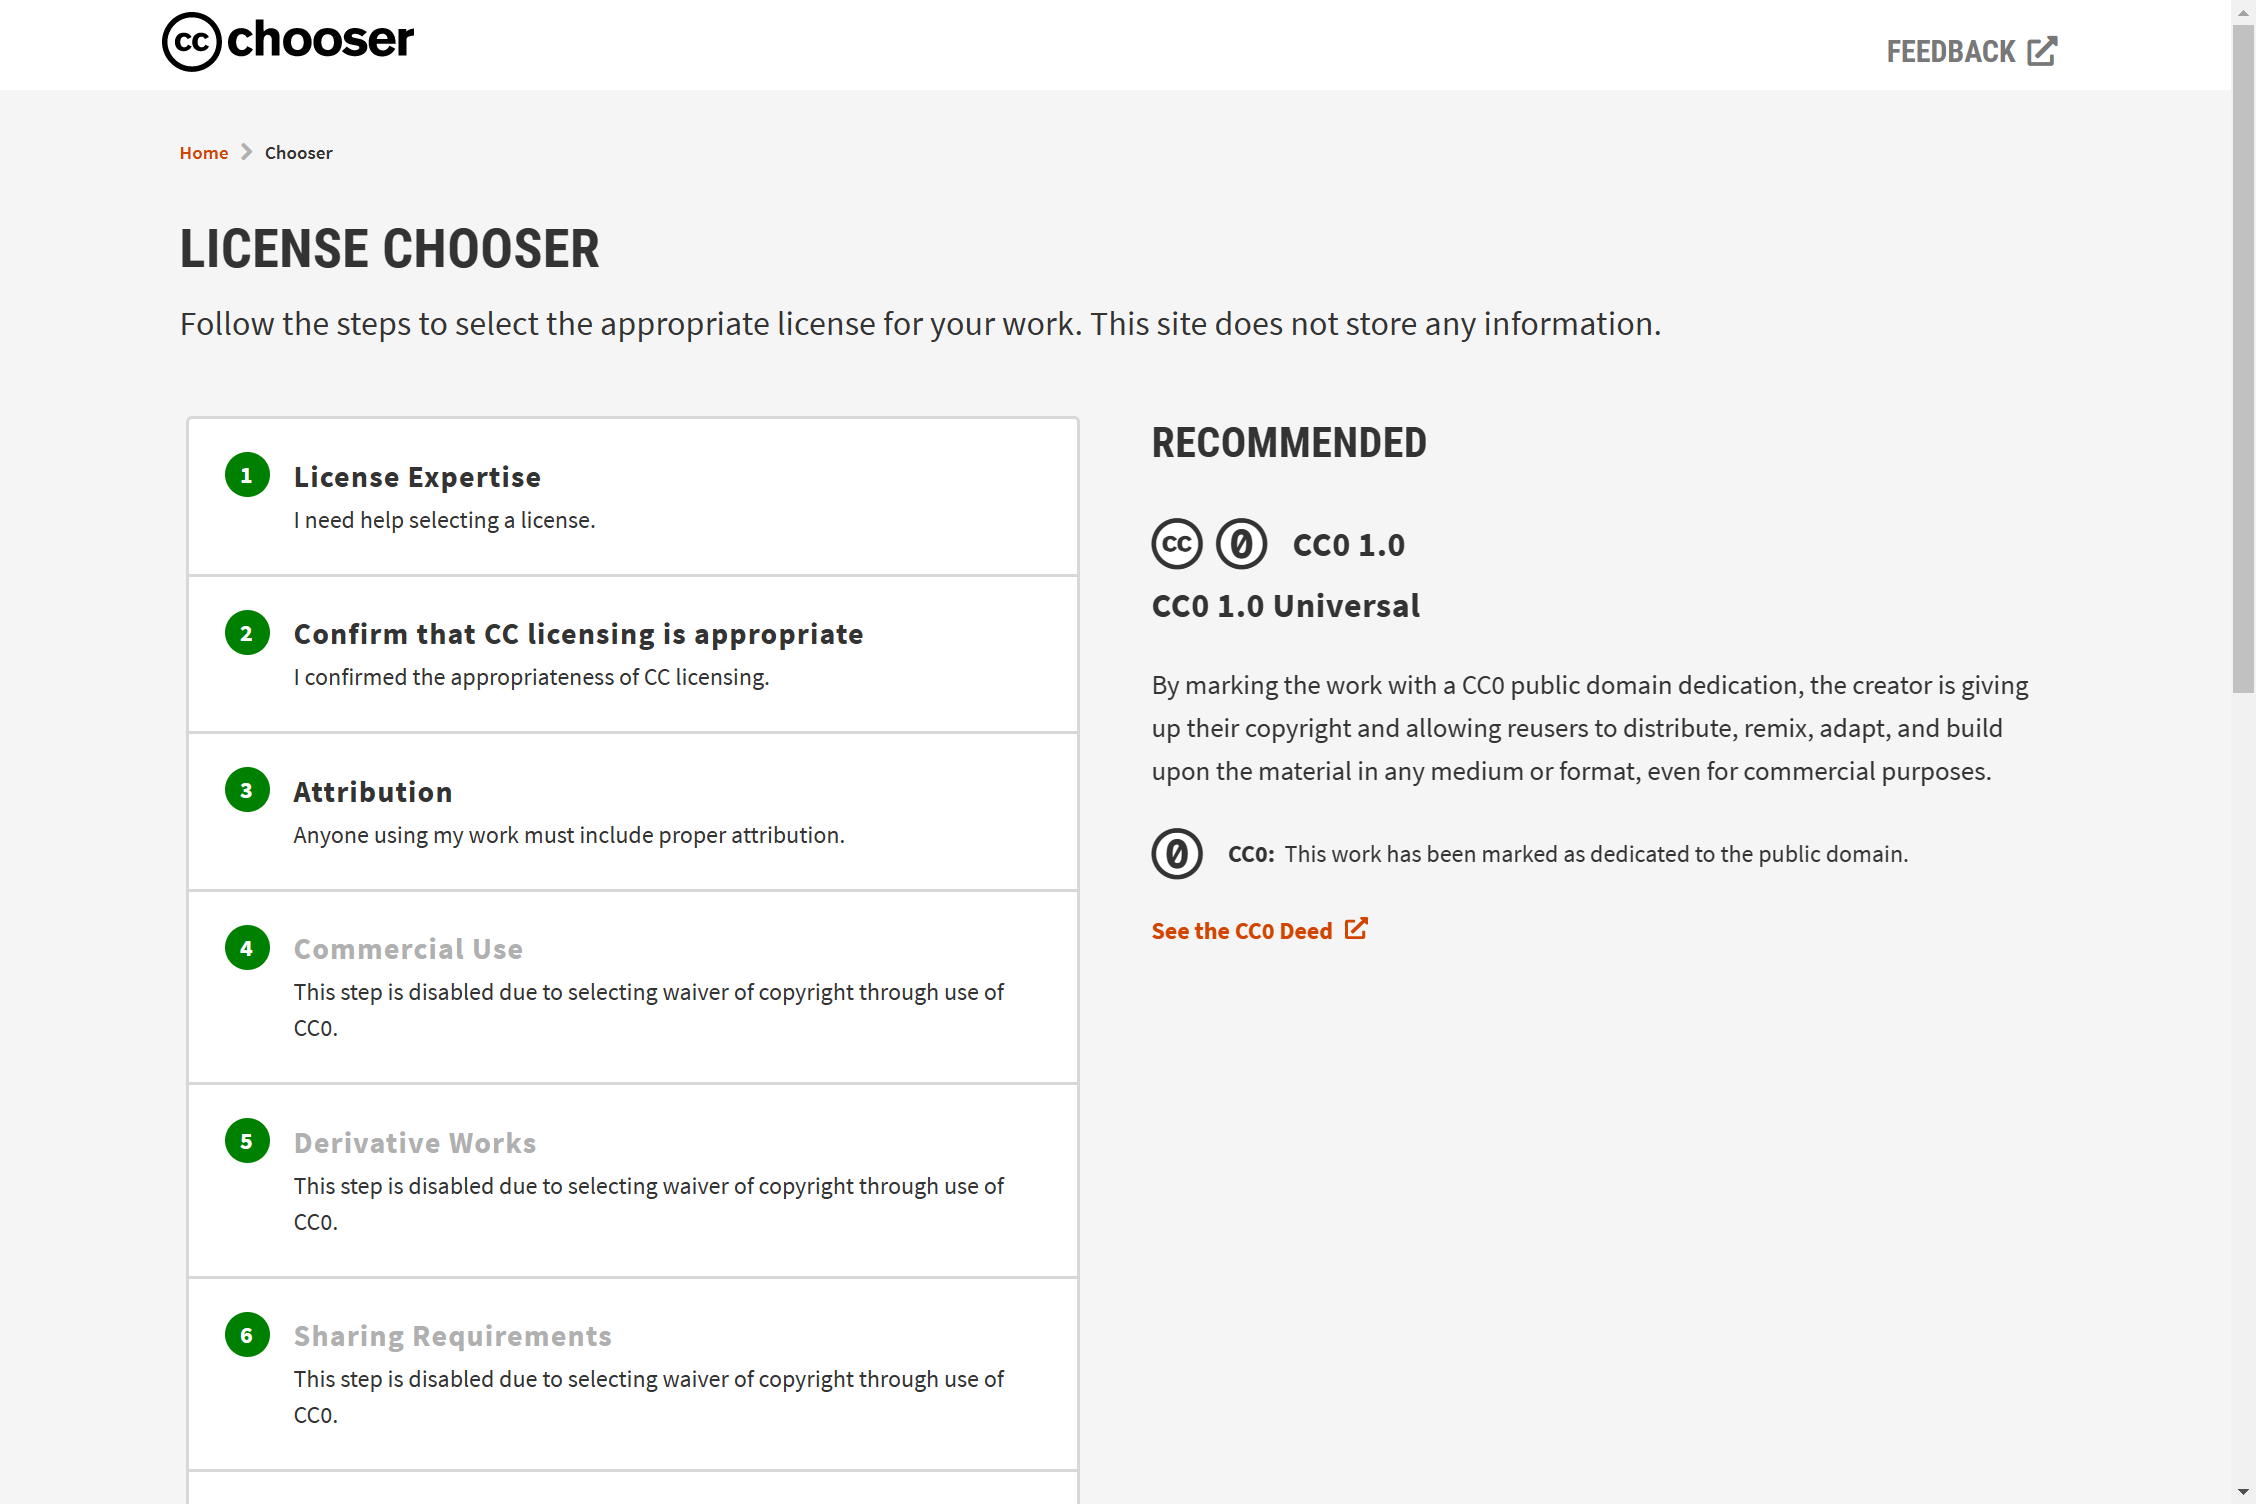 cc chooser
FEEDBACK
Home Chooser
LICENSE CHOOSER
Follow the steps to select the appropriate license for your work. This site does not store any information.
1 License Expertise
I need help selecting a license.
2 Confirm that CC licensing is appropriate
I confirmed the appropriateness of CC licensing.
3 Attribution
Anyone using my work must include proper attribution.
4 Commercial Use
This step is disabled due to selecting waiver of copyright through use of
CC0.
5 Derivative Works
This step is disabled due to selecting waiver of copyright through use of
CC0.
6 Sharing Requirements
This step is disabled due to selecting waiver of copyright through use of
CC0.
RECOMMENDED
cc 0 CC0 1.0
CC0 1.0 Universal
By marking the work with a CC0 public domain dedication, the creator is giving
up their copyright and allowing reusers to distribute, remix, adapt, and build
upon the material in any medium or format, even for commercial purposes.
0 CC0: This work has been marked as dedicated to the public domain.
See the CC0 Deed